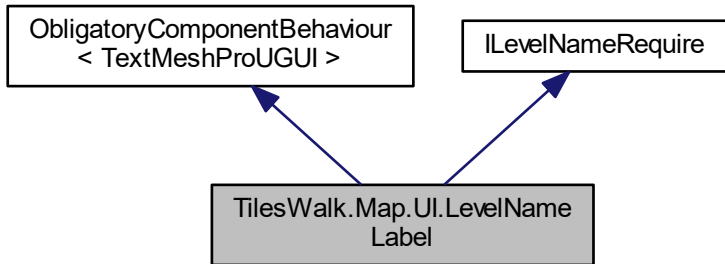 ObligatoryComponentBehaviour
< TextMeshProUGUI >
ILevelNameRequire
TilesWalk.Map.UI.LevelName
Label